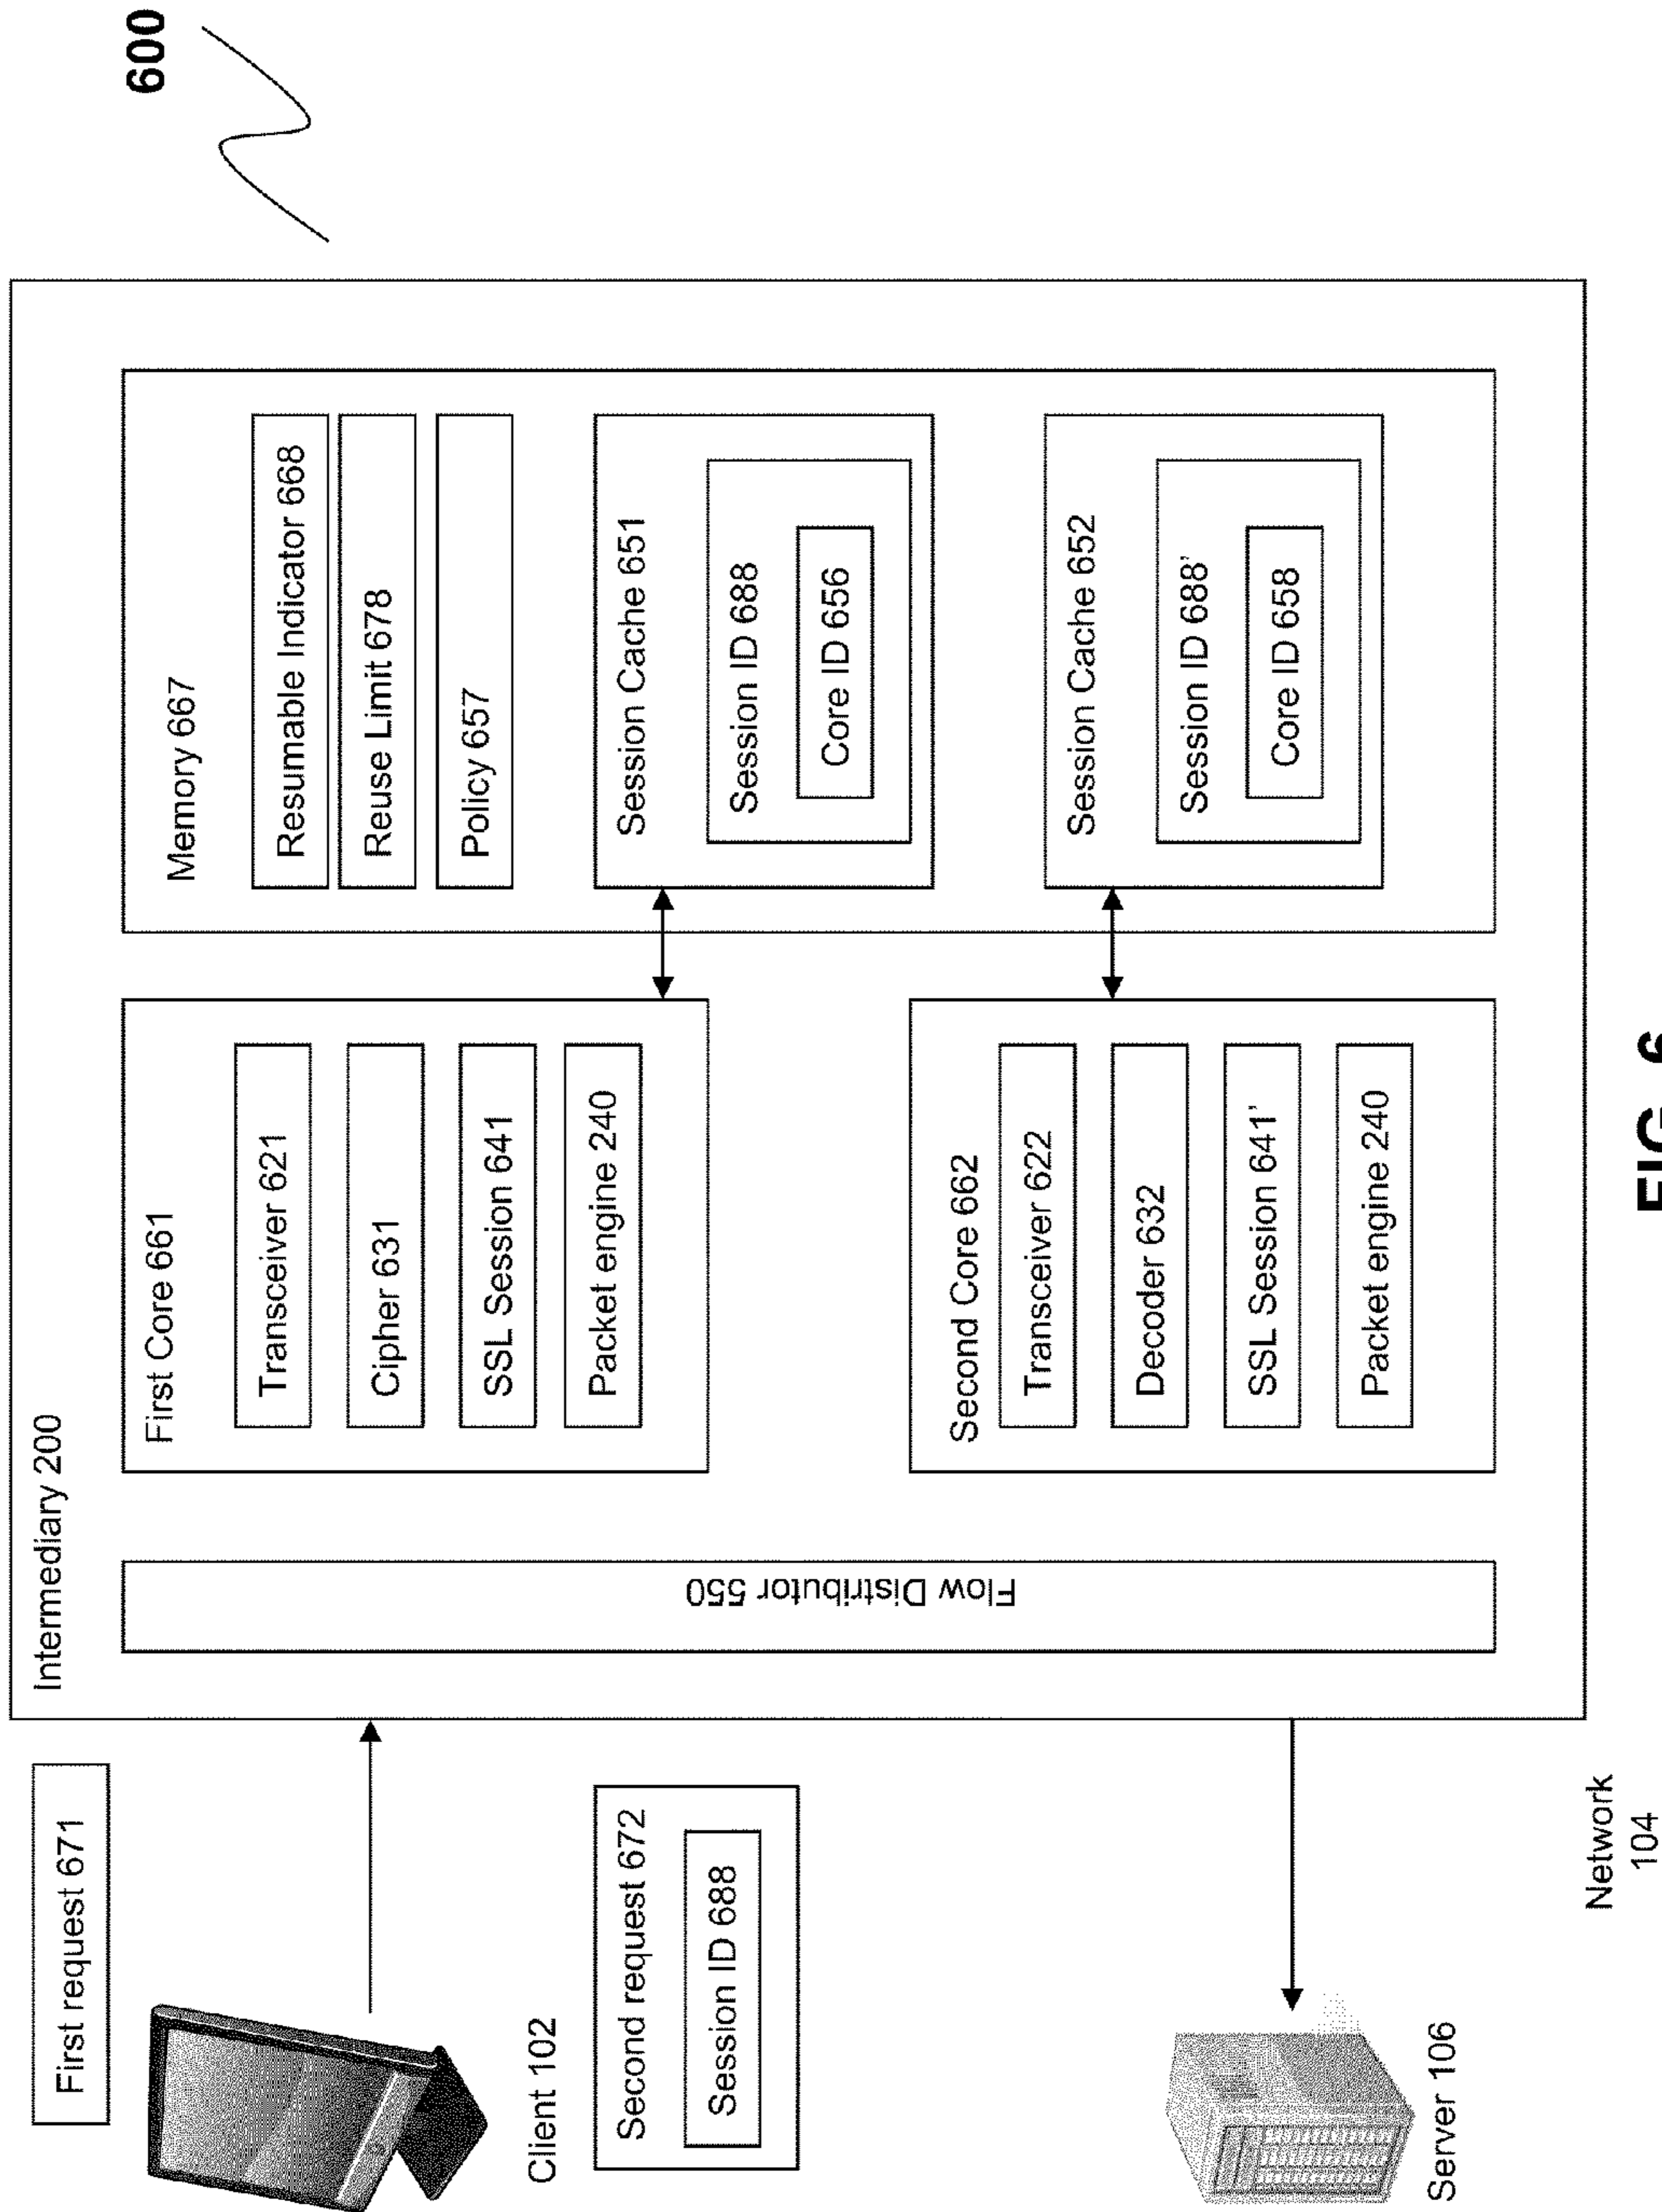 600
First request 671
Client 102
Second request 672
Session ID 688
Server 106
Network
104
Intermediary 200
Flow Distributor 550
First Core 661
Transceiver 621
Cipher 631
SSL Session 641
Packet engine 240
Second Core 662
Transceiver 622
Decoder 632
SSL Session 641'
Packet engine 240
Memory 667
Resumable Indicator 668
Reuse Limit 678
Policy 657
Session Cache 651
Session ID 688
Core ID 656
Session Cache 652
Session ID 688'
Core ID 658
FIG. 6